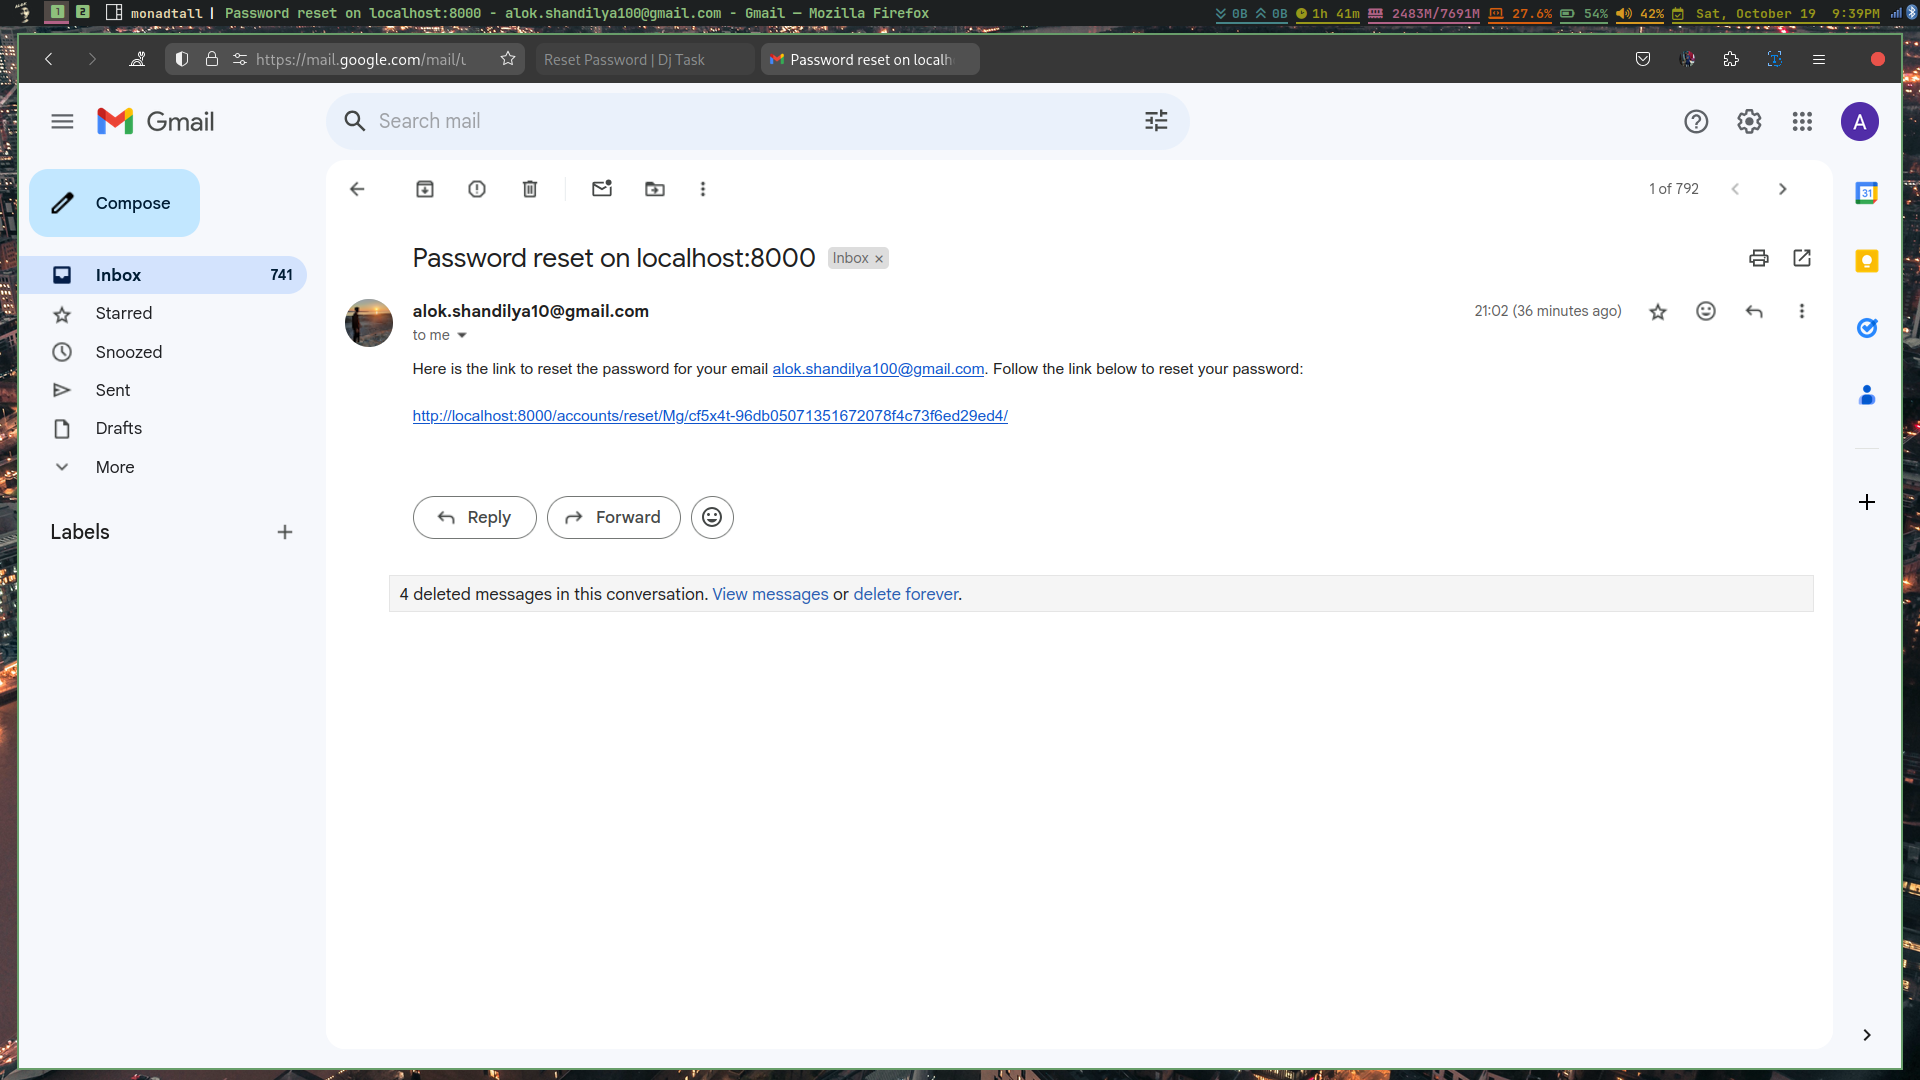 1 2 monadtall | Password reset on localhost:8000 - alok.shandilya100@gmail.com - Gmail — Mozilla Firefox 0B 0B 1h 41m 2483M/7691M 27.6% 54% 42% Sat, October 19 9:39PM
https://mail.google.com/mail/u Reset Password | Dj Task Password reset on localh
Gmail Search mail A
Compose
1 of 792
31
Password reset on localhost:8000 Inbox ×
Inbox 741
Starred
Snoozed
Sent
Drafts
More
Labels
alok.shandilya10@gmail.com 21:02 (36 minutes ago)
to me
Here is the link to reset the password for your email alok.shandilya100@gmail.com. Follow the link below to reset your password:
http://localhost:8000/accounts/reset/Mg/cf5x4t-96db05071351672078f4c73f6ed29ed4/
Reply Forward
4 deleted messages in this conversation. View messages or delete forever.